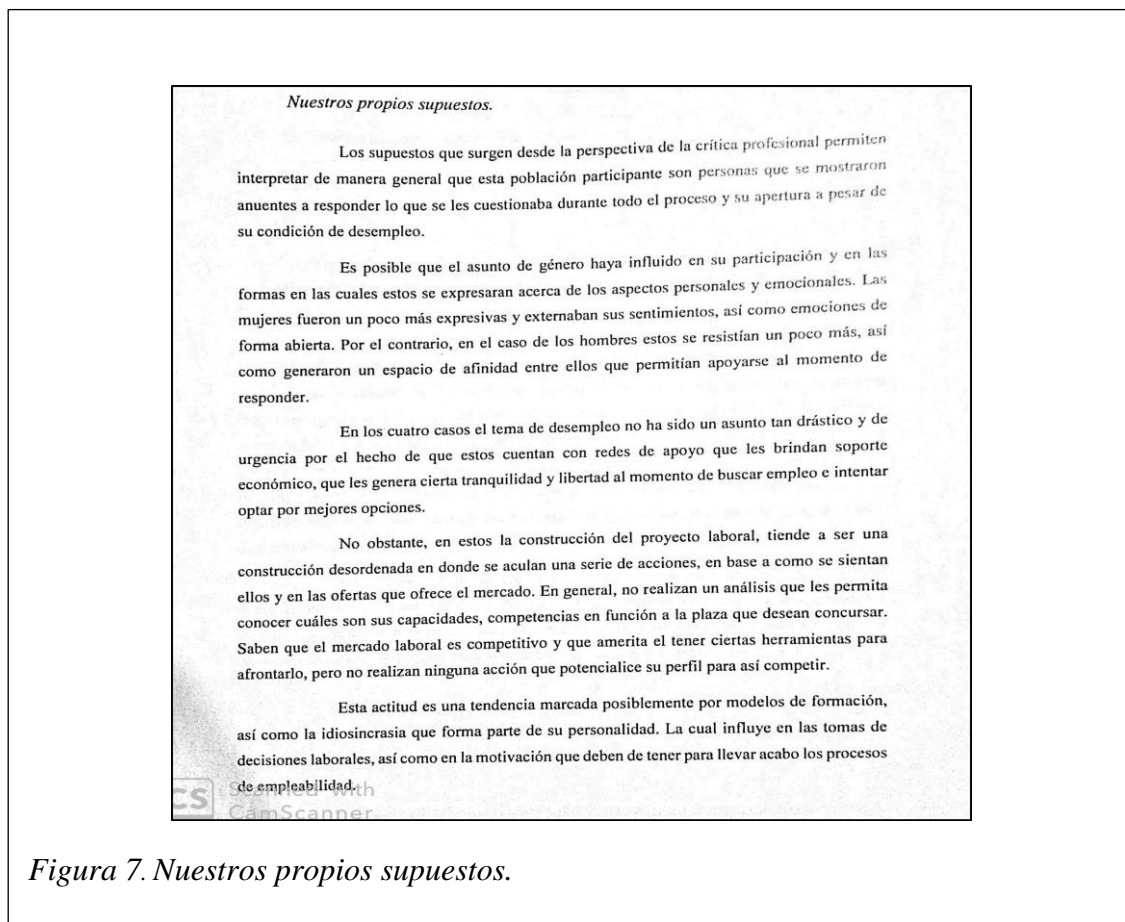 Nuestros propios supuestos.
Los supuestos que surgen desde la perspectiva de la crítica profesional permiten
interpretar de manera general que esta población participante son personas que se mostraron
anuentes a responder lo que se les cuestionaba durante todo el proceso y su apertura a pesar de
su condición de desempleo.
Es posible que el asunto de género haya influido en su participación y en las
formas en las cuales estos se expresaran acerca de los aspectos personales y emocionales. Las
mujeres fueron un poco más expresivas y externaban sus sentimientos, así como emociones de
forma abierta. Por el contrario, en el caso de los hombres estos se resistían un poco más, así
como generaron un espacio de afinidad entre ellos que permitían apoyarse al momento de
responder.
En los cuatro casos el tema de desempleo no ha sido un asunto tan drástico y de
urgencia por el hecho de que estos cuentan con redes de apoyo que les brindan soporte
económico, que les genera cierta tranquilidad y libertad al momento de buscar empleo e intentar
optar por mejores opciones.
No obstante, en estos la construcción del proyecto laboral, tiende a ser una
construcción desordenada en donde se aculan una serie de acciones, en base a como se sientan
ellos y en las ofertas que ofrece el mercado. En general, no realizan un análisis que les permita
conocer cuáles son sus capacidades, competencias en función a la plaza que desean concursar.
Saben que el mercado laboral es competitivo y que amerita el tener ciertas herramientas para
afrontarlo, pero no realizan ninguna acción que potencialice su perfil para así competir.
Esta actitud es una tendencia marcada posiblemente por modelos de formación,
así como la idiosincrasia que forma parte de su personalidad. La cual influye en las tomas de
decisiones laborales, así como en la motivación que deben de tener para llevar acabo los procesos
de empleabilidad.
CS Scanned with
CamScanner
Figura 7. Nuestros propios supuestos.